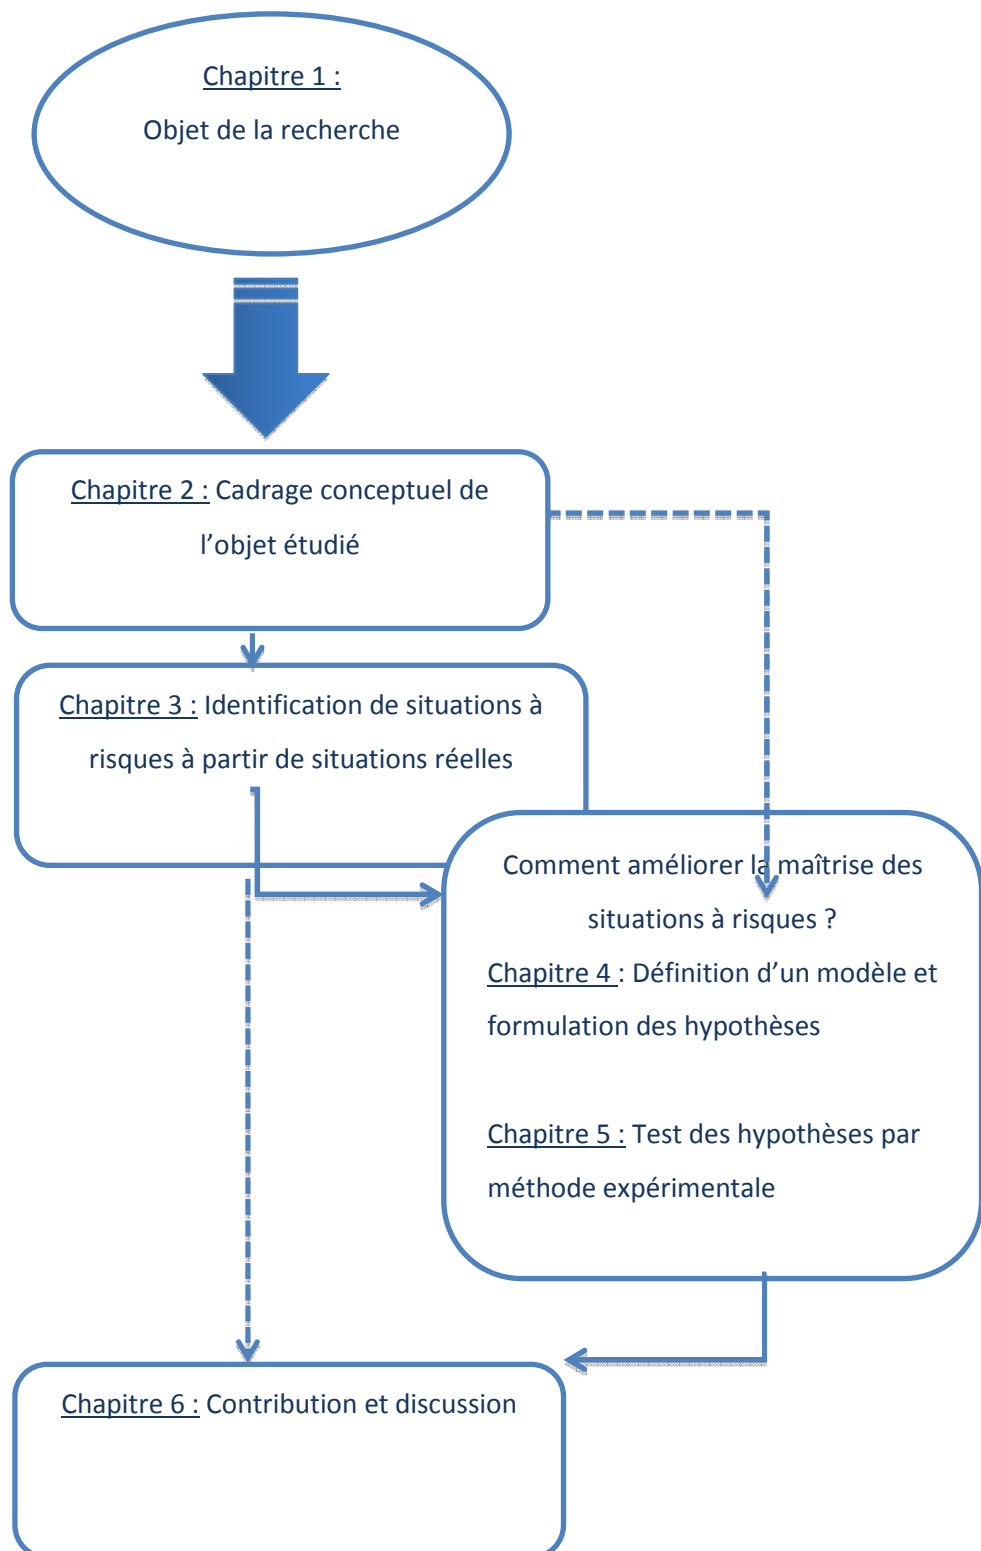 Chapitre 1 :
Objet de la recherche
Chapitre 2 : Cadrage conceptuel de
l’objet étudié
Chapitre 3 : Identification de situations à
risques à partir de situations réelles
Comment améliorer la maîtrise des
situations à risques ?
Chapitre 4 : Définition d’un modèle et
formulation des hypothèses
Chapitre 5 : Test des hypothèses par
méthode expérimentale
Chapitre 6 : Contribution et discussion